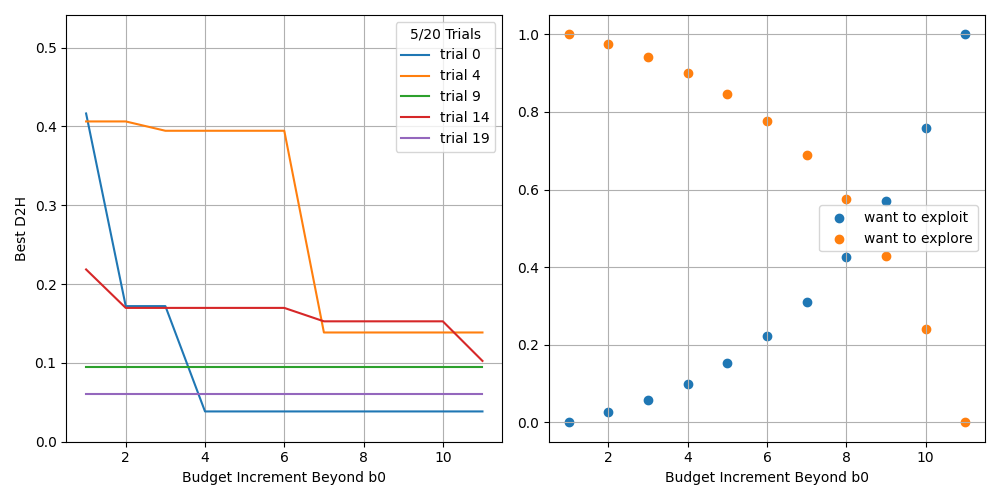 5/20 Trials
trial 0
trial 4
trial 9
trial 14
trial 19
Best D2H
0.5
0.4
0.3
0.2
0.1
0.0
2 4 6 8 10
Budget Increment Beyond b0
1.0
0.8
0.6
0.4
0.2
0.0
want to exploit
want to explore
2 4 6 8 10
Budget Increment Beyond b0